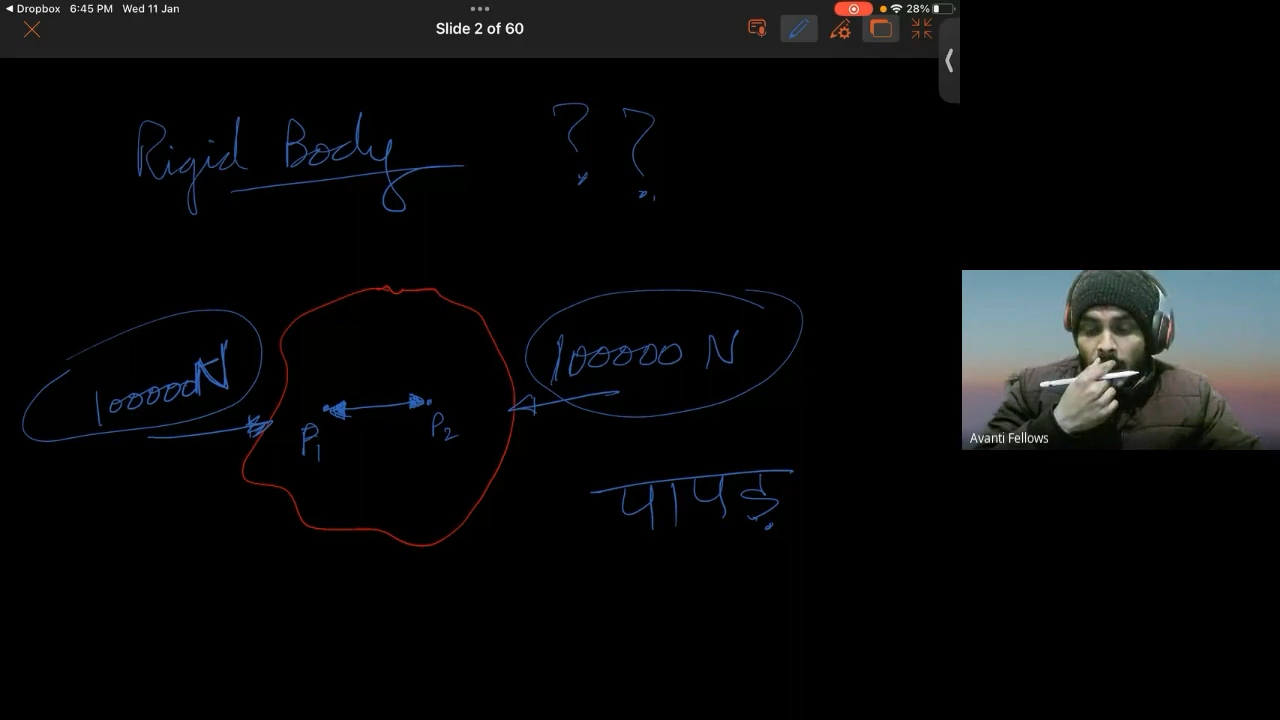 Dropbox 6:45 PM Wed 11 Jan
28%
Slide 2 of 60
Rigid Body ? ?
100000 N
100000 N
P1
P2
पापड़
Avanti Fellows